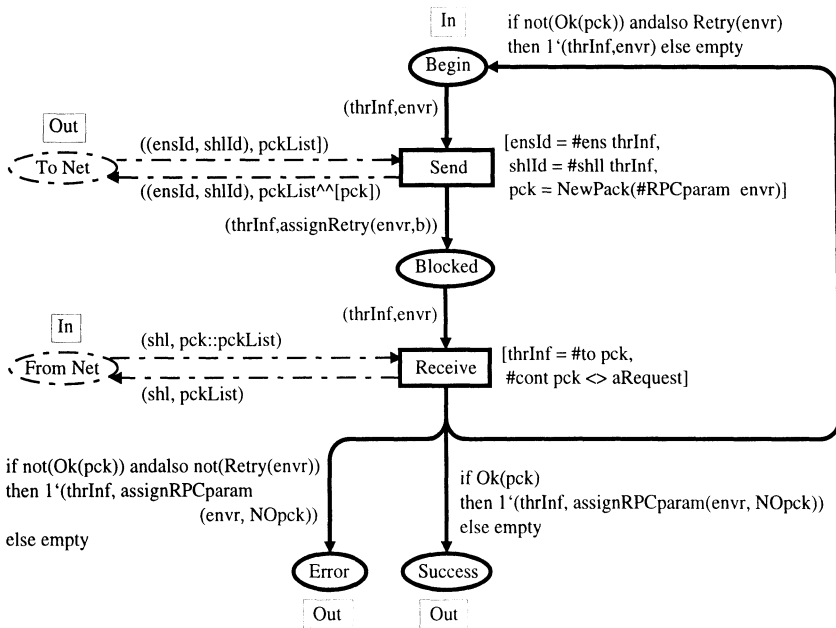 In
if not(Ok(pck)) andalso Retry(envr)
then 1‘(thrInf,envr) else empty
Begin
(thrInf,envr)
Out
((ensId, shlId), pckList])
To Net
Send
[ensId = #ens thrInf,
shlId = #shll thrInf,
pck = NewPack(#RPCparam envr)]
((ensId, shlId), pckList^^[pck])
(thrInf,assignRetry(envr,b))
Blocked
(thrInf,envr)
In
(shl, pck::pckList)
From Net
Receive
[thrInf = #to pck,
#cont pck <> aRequest]
(shl, pckList)
if not(Ok(pck)) andalso not(Retry(envr))
then 1‘(thrInf, assignRPCparam
(envr, NOpck))
else empty
if Ok(pck)
then 1‘(thrInf, assignRPCparam(envr, NOpck))
else empty
Error
Success
Out
Out